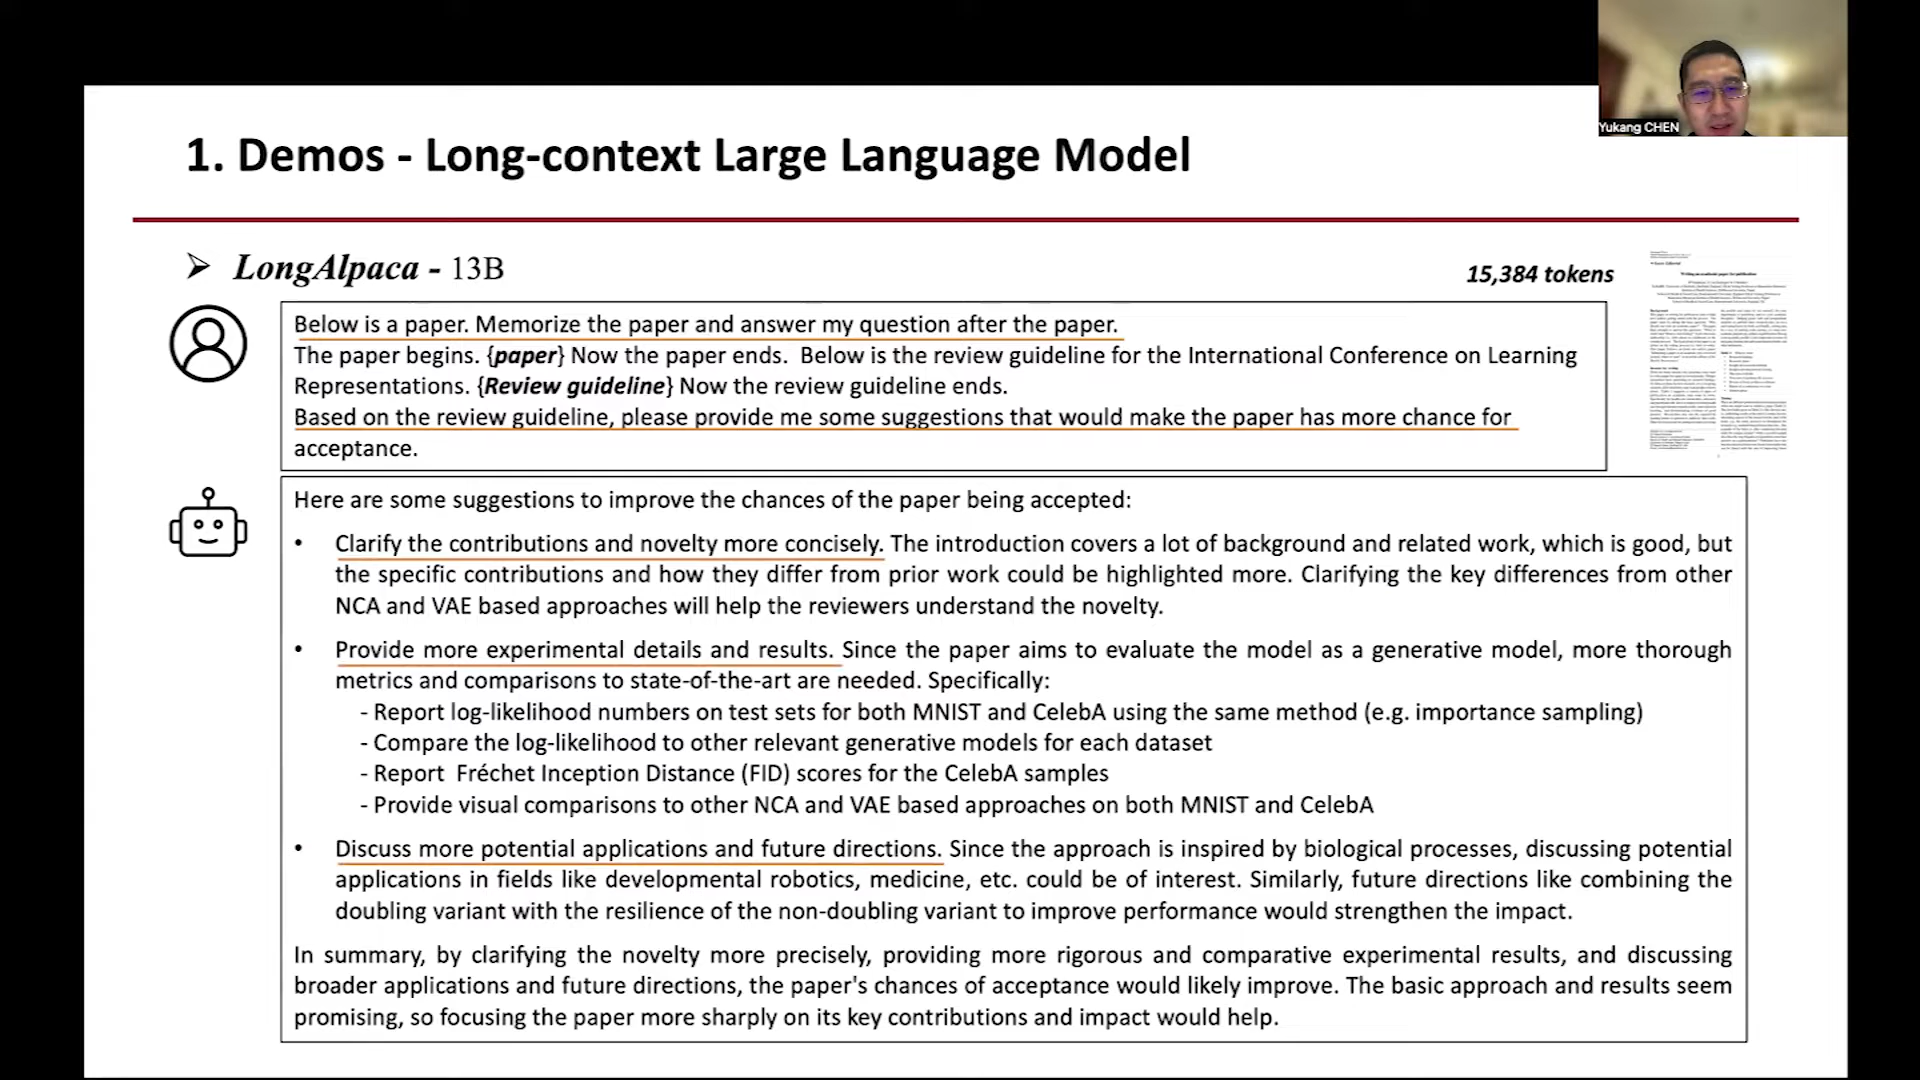 Yukang CHEN
1. Demos - Long-context Large Language Model
➢ LongAlpaca - 13B
15,384 tokens
Below is a paper. Memorize the paper and answer my question after the paper.
The paper begins. {paper} Now the paper ends.  Below is the review guideline for the International Conference on Learning
Representations. {Review guideline} Now the review guideline ends.
Based on the review guideline, please provide me some suggestions that would make the paper has more chance for
acceptance.
Here are some suggestions to improve the chances of the paper being accepted:
• Clarify the contributions and novelty more concisely. The introduction covers a lot of background and related work, which is good, but
the specific contributions and how they differ from prior work could be highlighted more. Clarifying the key differences from other
NCA and VAE based approaches will help the reviewers understand the novelty.
• Provide more experimental details and results. Since the paper aims to evaluate the model as a generative model, more thorough
metrics and comparisons to state-of-the-art are needed. Specifically:
- Report log-likelihood numbers on test sets for both MNIST and CelebA using the same method (e.g. importance sampling)
- Compare the log-likelihood to other relevant generative models for each dataset
- Report  Fréchet Inception Distance (FID) scores for the CelebA samples
- Provide visual comparisons to other NCA and VAE based approaches on both MNIST and CelebA
• Discuss more potential applications and future directions. Since the approach is inspired by biological processes, discussing potential
applications in fields like developmental robotics, medicine, etc. could be of interest. Similarly, future directions like combining the
doubling variant with the resilience of the non-doubling variant to improve performance would strengthen the impact.
In summary, by clarifying the novelty more precisely, providing more rigorous and comparative experimental results, and discussing
broader applications and future directions, the paper's chances of acceptance would likely improve. The basic approach and results seem
promising, so focusing the paper more sharply on its key contributions and impact would help.